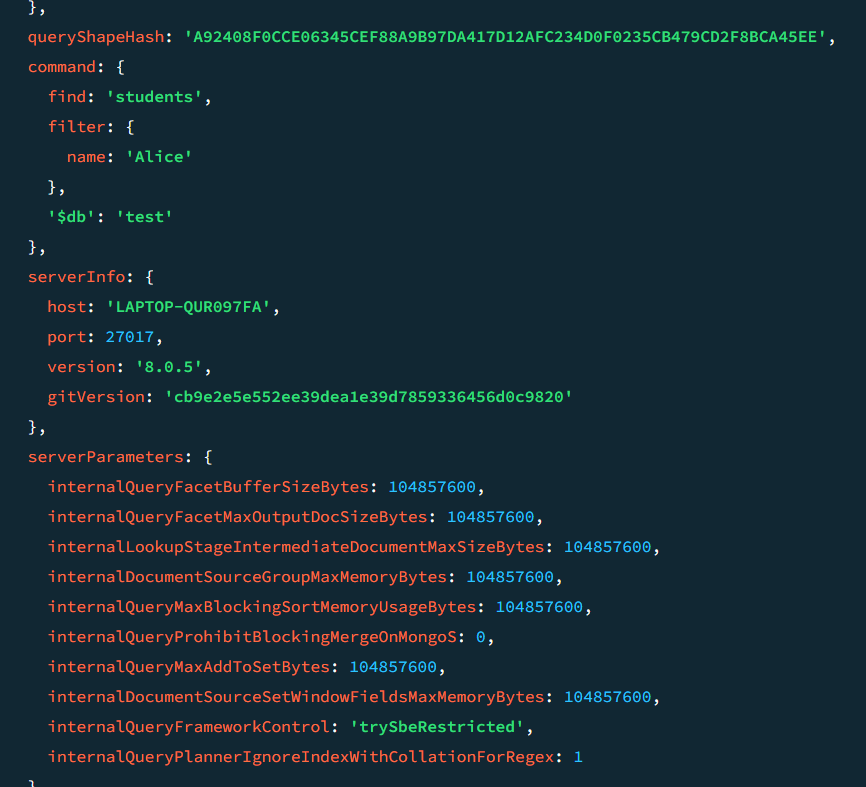 },
queryShapeHash: 'A92408F0CCE06345CEF88A9B97DA417D12AFC234D0F0235CB479CD2F8BCA45EE',
command: {
find: 'students',
filter: {
name: 'Alice'
},
'$db': 'test'
},
serverInfo: {
host: 'LAPTOP-QUR097FA',
port: 27017,
version: '8.0.5',
gitVersion: 'cb9e2e5e552ee39dea1e39d7859336456d0c9820'
},
serverParameters: {
internalQueryFacetBufferSizeBytes: 104857600,
internalQueryFacetMaxOutputDocSizeBytes: 104857600,
internalLookupStageIntermediateDocumentMaxSizeBytes: 104857600,
internalDocumentSourceGroupMaxMemoryBytes: 104857600,
internalQueryMaxBlockingSortMemoryUsageBytes: 104857600,
internalQueryProhibitBlockingMergeOnMongoS: 0,
internalQueryMaxAddToSetBytes: 104857600,
internalDocumentSourceSetWindowFieldsMaxMemoryBytes: 104857600,
internalQueryFrameworkControl: 'trySbeRestricted',
internalQueryPlannerIgnoreIndexWithCollationForRegex: 1
}